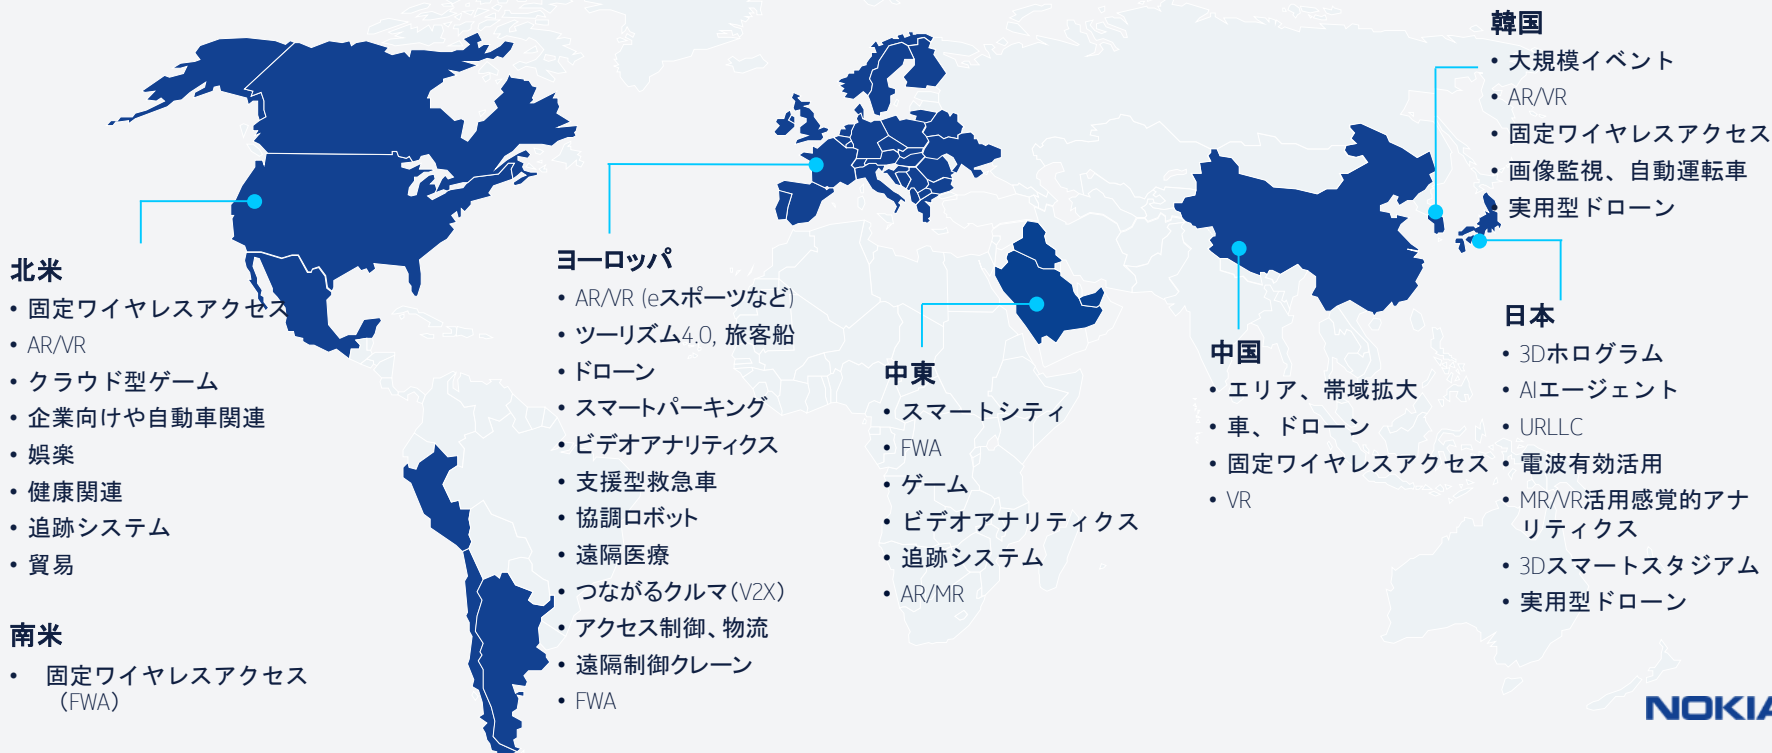 北米
• 固定ワイヤレスアクセス
• AR/VR
• クラウド型ゲーム
• 企業向けや自動車関連
• 娯楽
• 健康関連
• 追跡システム
• 貿易
南米
• 固定ワイヤレスアクセス
（FWA）
ヨーロッパ
• AR/VR (eスポーツなど)
• ツーリズム4.0, 旅客船
• ドローン
• スマートパーキング
• ビデオアナリティクス
• 支援型救急車
• 協調ロボット
• 遠隔医療
• つながるクルマ（V2X）
• アクセス制御、物流
• 遠隔制御クレーン
• FWA
中東
• スマートシティ
• FWA
• ゲーム
• ビデオアナリティクス
• 追跡システム
• AR/MR
中国
• エリア、帯域拡大
• 車、ドローン
• 固定ワイヤレスアクセス
• VR
韓国
• 大規模イベント
• AR/VR
• 固定ワイヤレスアクセス
• 画像監視、自動運転車
• 実用型ドローン
日本
• 3Dホログラム
• AIエージェント
• URLLC
• 電波有効活用
• MR/VR活用感覚的アナ
リティクス
• 3Dスマートスタジアム
• 実用型ドローン
NOKIA